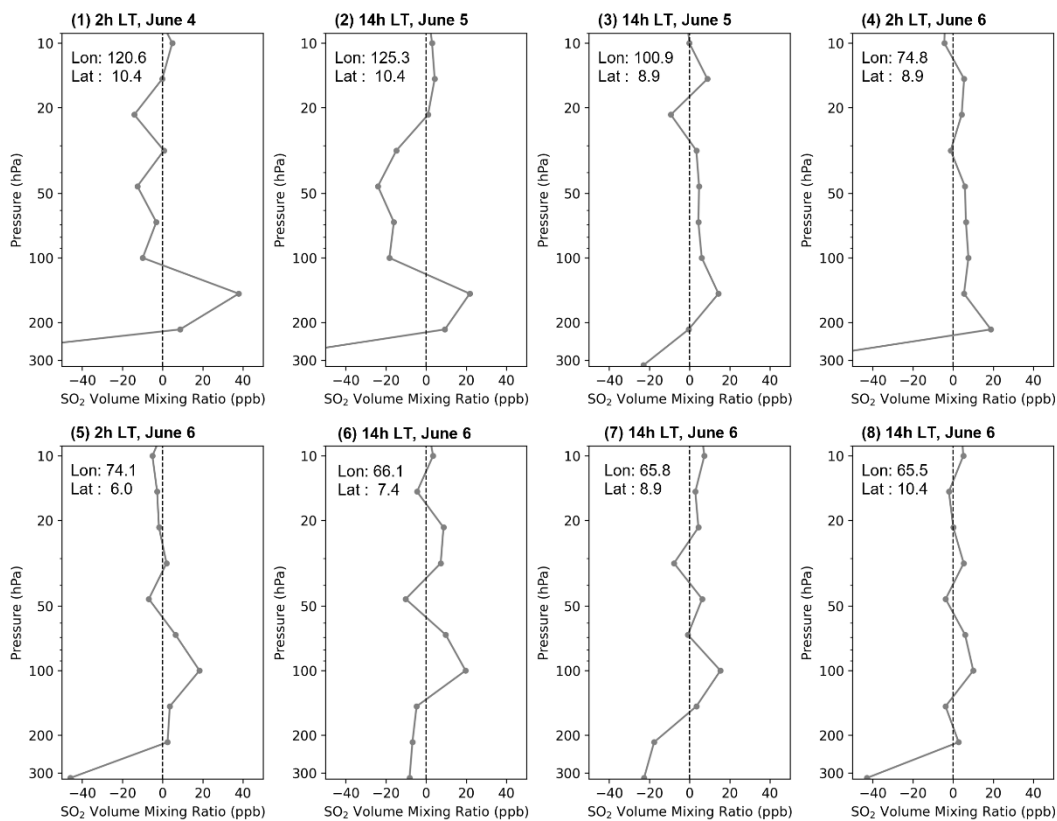 (1) 2h LT, June 4
(2) 14h LT, June 5
(3) 14h LT, June 5
(4) 2h LT, June 6
Lon: 120.6
Lat : 10.4
Lon: 125.3
Lat : 10.4
Lon: 100.9
Lat : 8.9
Lon: 74.8
Lat : 8.9
Pressure (hPa)
10
20
50
100
200
300
−40 −20 0 20 40
SO₂ Volume Mixing Ratio (ppb)
Pressure (hPa)
10
20
50
100
200
300
−40 −20 0 20 40
SO₂ Volume Mixing Ratio (ppb)
Pressure (hPa)
10
20
50
100
200
300
−40 −20 0 20 40
SO₂ Volume Mixing Ratio (ppb)
Pressure (hPa)
10
20
50
100
200
300
−40 −20 0 20 40
SO₂ Volume Mixing Ratio (ppb)
(5) 2h LT, June 6
(6) 14h LT, June 6
(7) 14h LT, June 6
(8) 14h LT, June 6
Lon: 74.1
Lat : 6.0
Lon: 66.1
Lat : 7.4
Lon: 65.8
Lat : 8.9
Lon: 65.5
Lat : 10.4
Pressure (hPa)
10
20
50
100
200
300
−40 −20 0 20 40
SO₂ Volume Mixing Ratio (ppb)
Pressure (hPa)
10
20
50
100
200
300
−40 −20 0 20 40
SO₂ Volume Mixing Ratio (ppb)
Pressure (hPa)
10
20
50
100
200
300
−40 −20 0 20 40
SO₂ Volume Mixing Ratio (ppb)
Pressure (hPa)
10
20
50
100
200
300
−40 −20 0 20 40
SO₂ Volume Mixing Ratio (ppb)